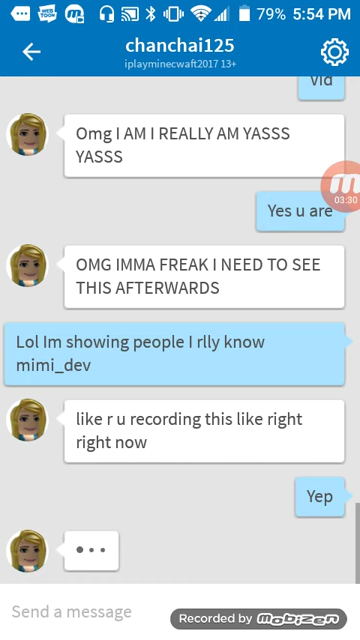 79% 5:54 PM
chanchai125
iplayminecwaft2017 13+
Vid
Omg I AM I REALLY AM YASSS
YASSS
Yes u are
03:30
OMG IMMA FREAK I NEED TO SEE
THIS AFTERWARDS
Lol Im showing people I rlly know
mimi_dev
like r u recording this like right
right now
Yep
Send a message
Recorded by Mobizen